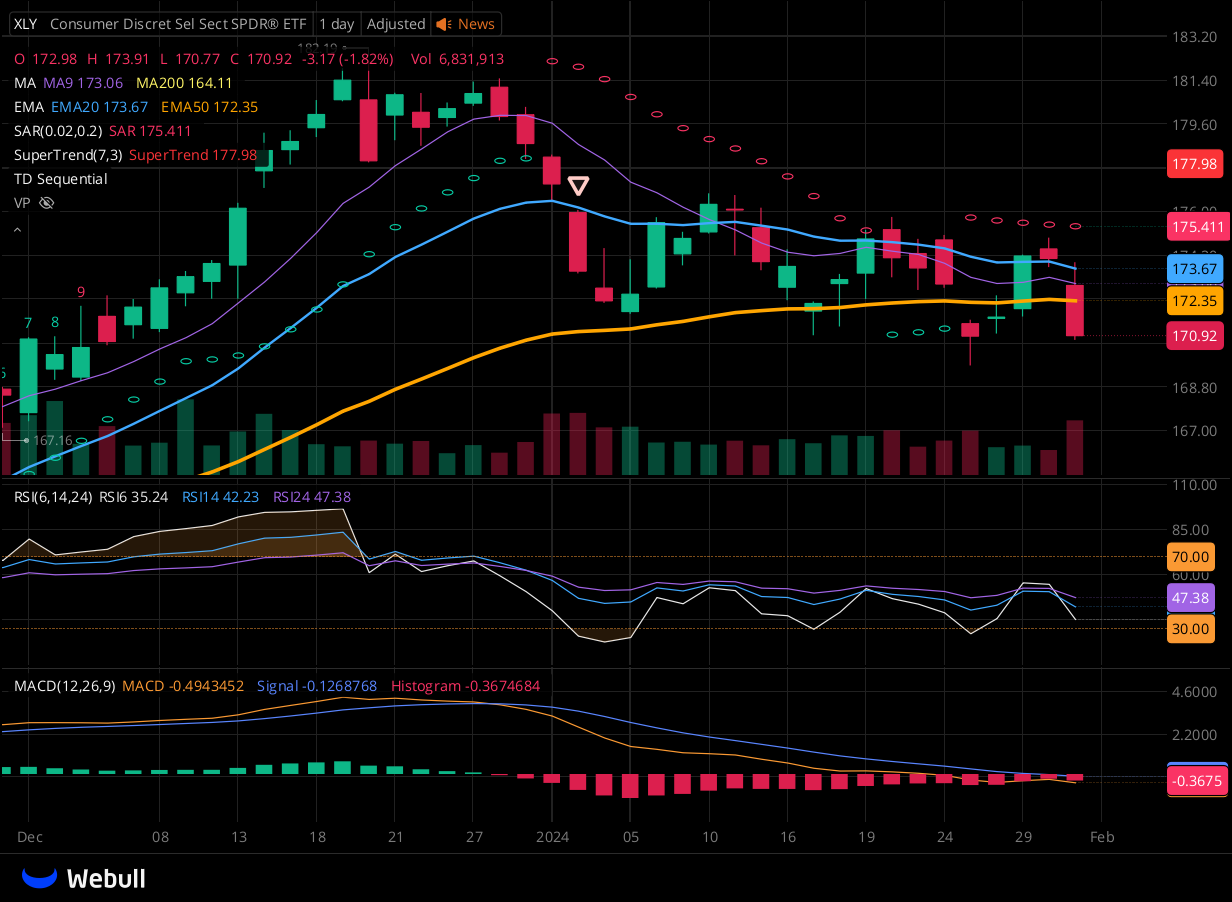 XLY Consumer Discret Sel Sect SPDR® ETF 1 day Adjusted News
183.20
O 172.98 H 173.91 L 170.77 C 170.92 -3.17 (-1.82%) Vol 6,831,913
MA MA9 173.06 MA200 164.11
181.40
EMA EMA20 173.67 EMA50 172.35
179.60
SAR(0.02,0.2) SAR 175.411
SuperTrend(7,3) SuperTrend 177.98
177.98
TD Sequential
VP
175.411
173.67
9
172.35
7 8
170.92
168.80
167.16
167.00
110.00
RSI(6,14,24) RSI6 35.24 RSI14 42.23 RSI24 47.38
85.00
70.00
60.00
47.38
30.00
MACD(12,26,9) MACD -0.4943452 Signal -0.1268768 Histogram -0.3674684
4.6000
2.2000
-0.3675
Dec 08 13 18 21 27 2024 05 10 16 19 24 29 Feb
Webull